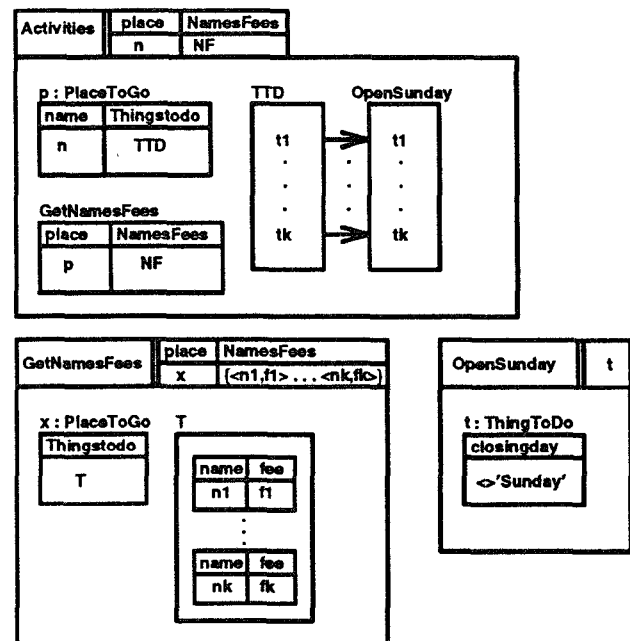 Activities place NamesFees
n NF
p : PlaceToGo TTD OpenSunday
name Thingstodo
n TTD t1 t1
. . .
. . .
. . .
GetNamesFees
place NamesFees tk tk
p NF
GetNamesFees place NamesFees
x {<n1,f1> . . . <nk,fk>}
x : PlaceToGo T
Thingstodo
T
name fee
n1 f1
.
.
.
name fee
nk fk
OpenSunday t
t : ThingToDo
closingday
<>'Sunday'